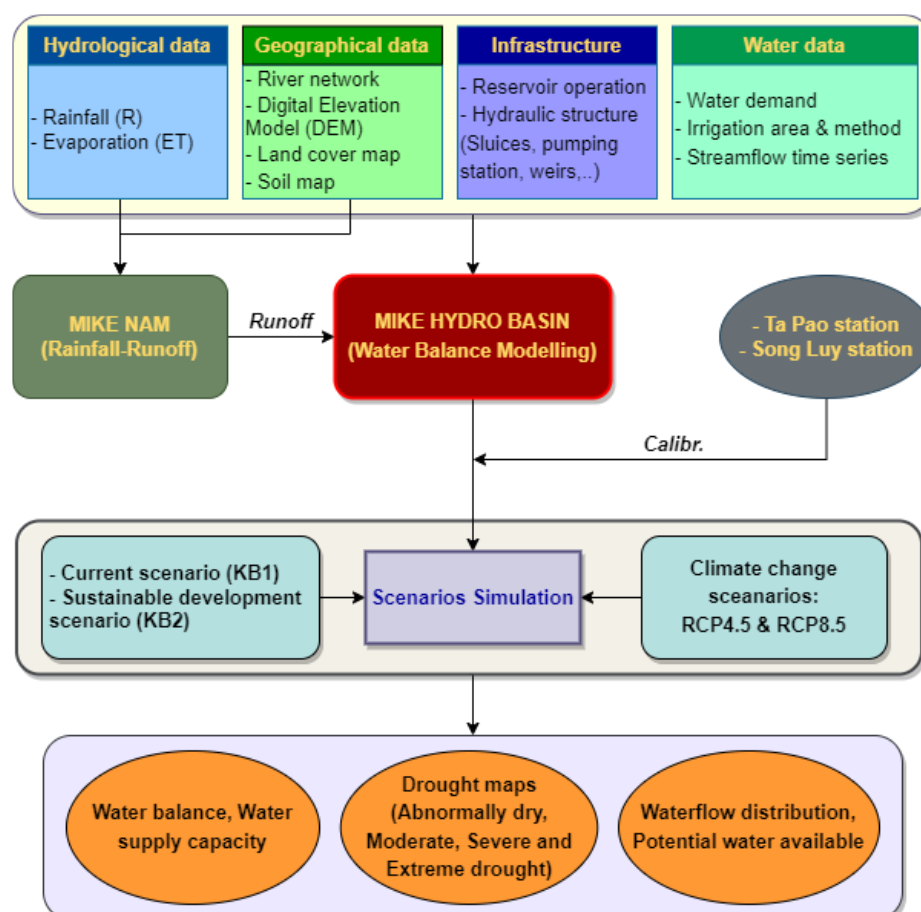 Hydrological data
- Rainfall (R)
- Evaporation (ET)
Geographical data
- River network
- Digital Elevation
Model (DEM)
- Land cover map
- Soil map
Infrastructure
- Reservoir operation
- Hydraulic structure
(Sluices, pumping
station, weirs,..)
Water data
- Water demand
- Irrigation area & method
- Streamflow time series
MIKE NAM
(Rainfall-Runoff)
Runoff
MIKE HYDRO BASIN
(Water Balance Modelling)
- Ta Pao station
- Song Luy station
Calibr.
- Current scenario (KB1)
- Sustainable development
scenario (KB2)
Scenarios Simulation
Climate change
sceanarios:
RCP4.5 & RCP8.5
Water balance, Water
supply capacity
Drought maps
(Abnormally dry,
Moderate, Severe and
Extreme drought)
Waterflow distribution,
Potential water available